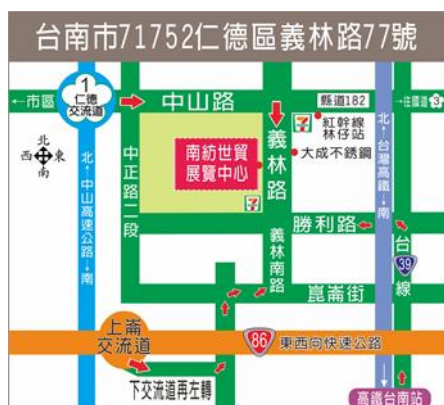 台南市71752仁德區義林路77號
1
仁德
交流道
←市區
中山路
縣道182
→往國道3
北
西 東
南
南紡世貿
展覽中心
義林路
7
紅幹線
林仔站
大成不銹鋼
7
中正路二段
北←中山高速公路→南
北←台灣高鐵→南
勝利路
台39線
義林南路
崑崙街
上崙
交流道
86
東西向快速公路
下交流道再左轉
高鐵台南站